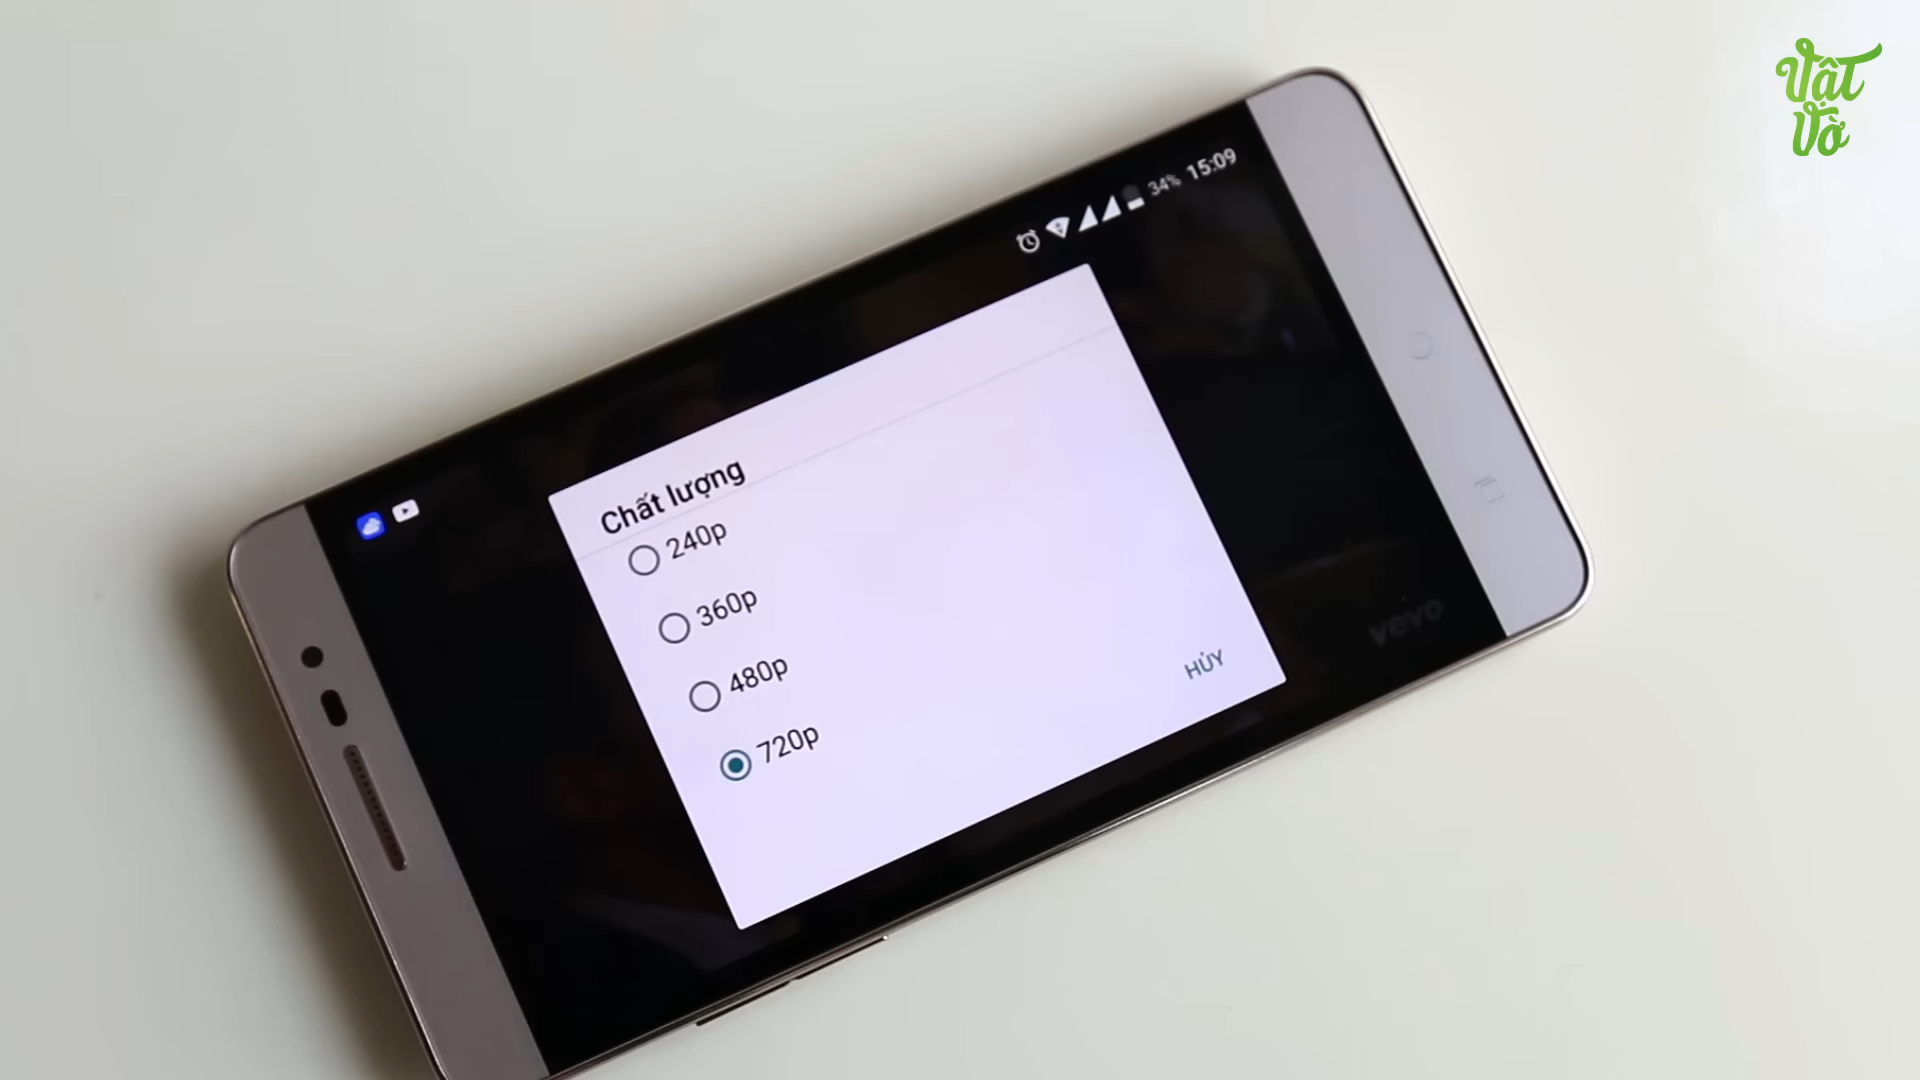 Vật
Vờ
34% 15:09
Chất lượng
240p
360p
480p
720p
HỦY
vevo